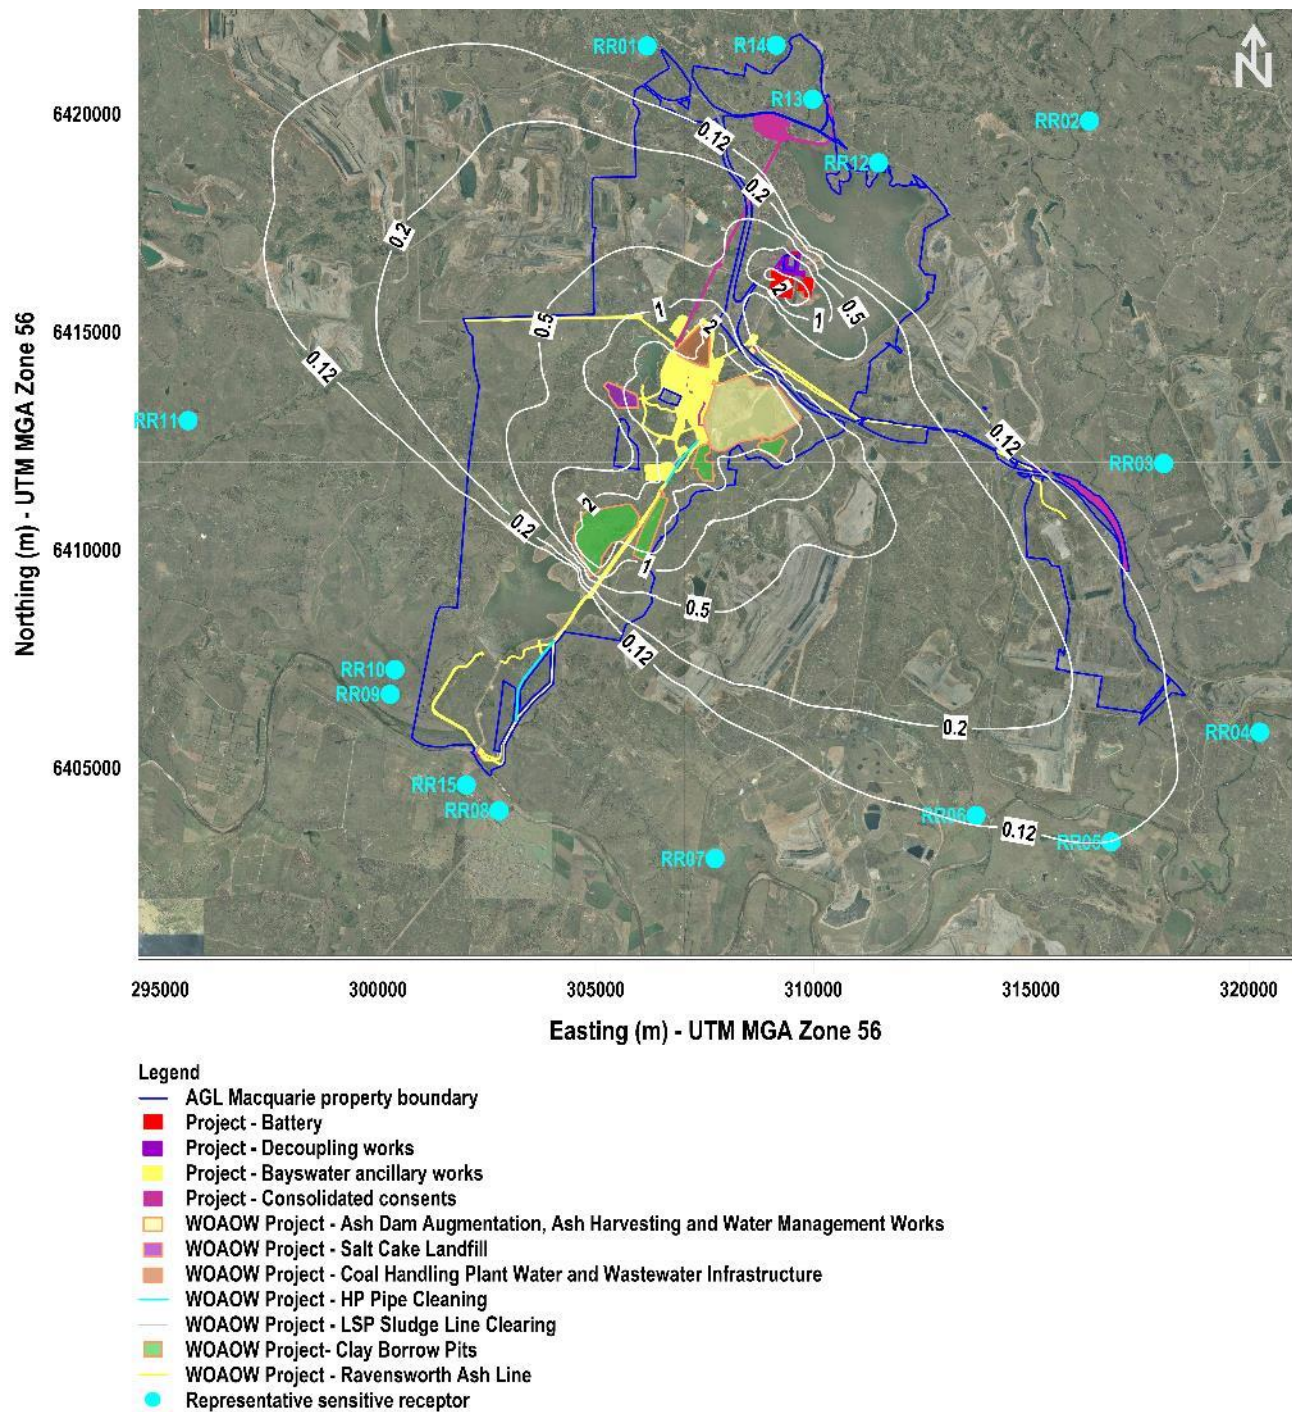 RR01
R14
N
R13
RR02
6420000
0.12
RR12
0.2
0.2
2
0.5
1
0.5
1
2
6415000
0.12
RR11
0.12
RR03
2
0.2
6410000
1
0.5
0.12
RR10
RR09
0.2
RR04
6405000
RR15
RR08
RR06
0.12
RR05
RR07
Northing (m) - UTM MGA Zone 56
295000 300000 305000 310000 315000 320000
Easting (m) - UTM MGA Zone 56
Legend
AGL Macquarie property boundary
Project - Battery
Project - Decoupling works
Project - Bayswater ancillary works
Project - Consolidated consents
WOAOW Project - Ash Dam Augmentation, Ash Harvesting and Water Management Works
WOAOW Project - Salt Cake Landfill
WOAOW Project - Coal Handling Plant Water and Wastewater Infrastructure
WOAOW Project - HP Pipe Cleaning
WOAOW Project - LSP Sludge Line Clearing
WOAOW Project- Clay Borrow Pits
WOAOW Project - Ravensworth Ash Line
Representative sensitive receptor